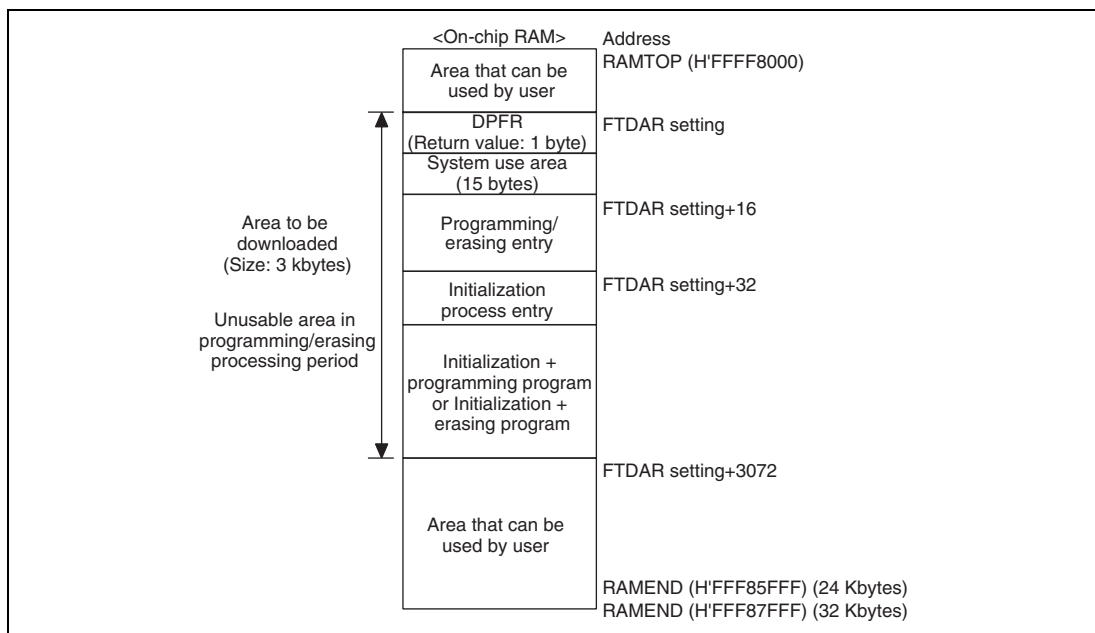 <On-chip RAM>
Address
RAMTOP (H'FFFF8000)
Area that can be
used by user
DPFR
(Return value: 1 byte)
FTDAR setting
System use area
(15 bytes)
FTDAR setting+16
Programming/
erasing entry
Area to be
downloaded
(Size: 3 kbytes)
FTDAR setting+32
Initialization
process entry
Unusable area in
programming/erasing
processing period
Initialization +
programming program
or Initialization +
erasing program
FTDAR setting+3072
Area that can be
used by user
RAMEND (H'FFF85FFF) (24 Kbytes)
RAMEND (H'FFF87FFF) (32 Kbytes)